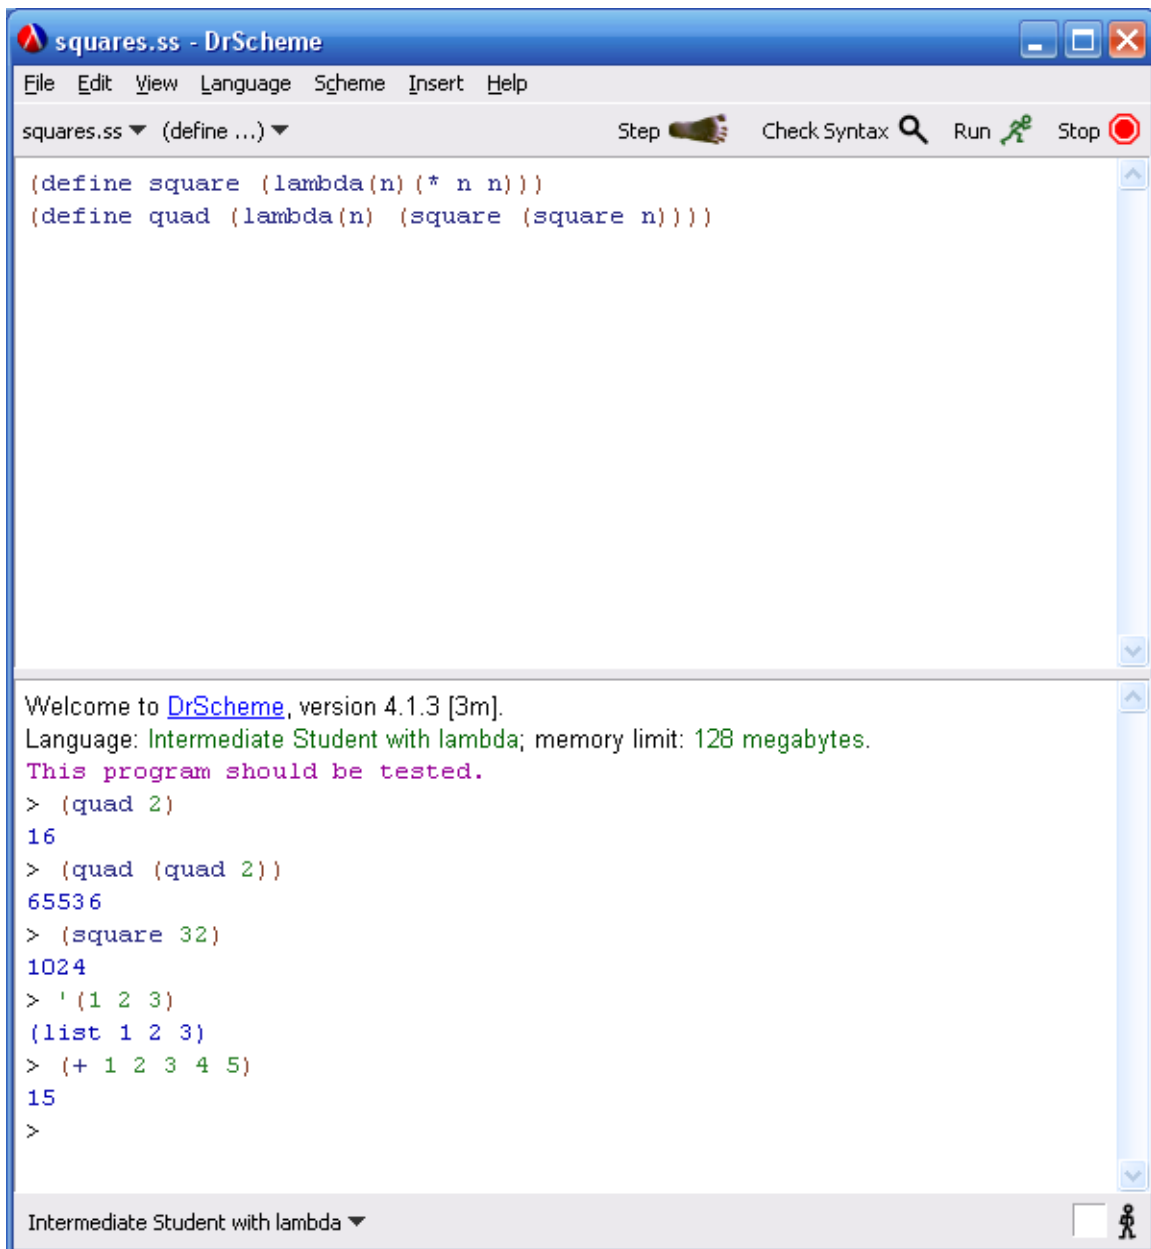 squares.ss - DrScheme
File Edit View Language Scheme Insert Help
squares.ss (define ...) Step Check Syntax Run Stop
(define square (lambda(n)(* n n)))
(define quad (lambda(n) (square (square n))))
Welcome to DrScheme, version 4.1.3 [3m].
Language: Intermediate Student with lambda; memory limit: 128 megabytes.
This program should be tested.
> (quad 2)
16
> (quad (quad 2))
65536
> (square 32)
1024
> '(1 2 3)
(list 1 2 3)
> (+ 1 2 3 4 5)
15
>
Intermediate Student with lambda